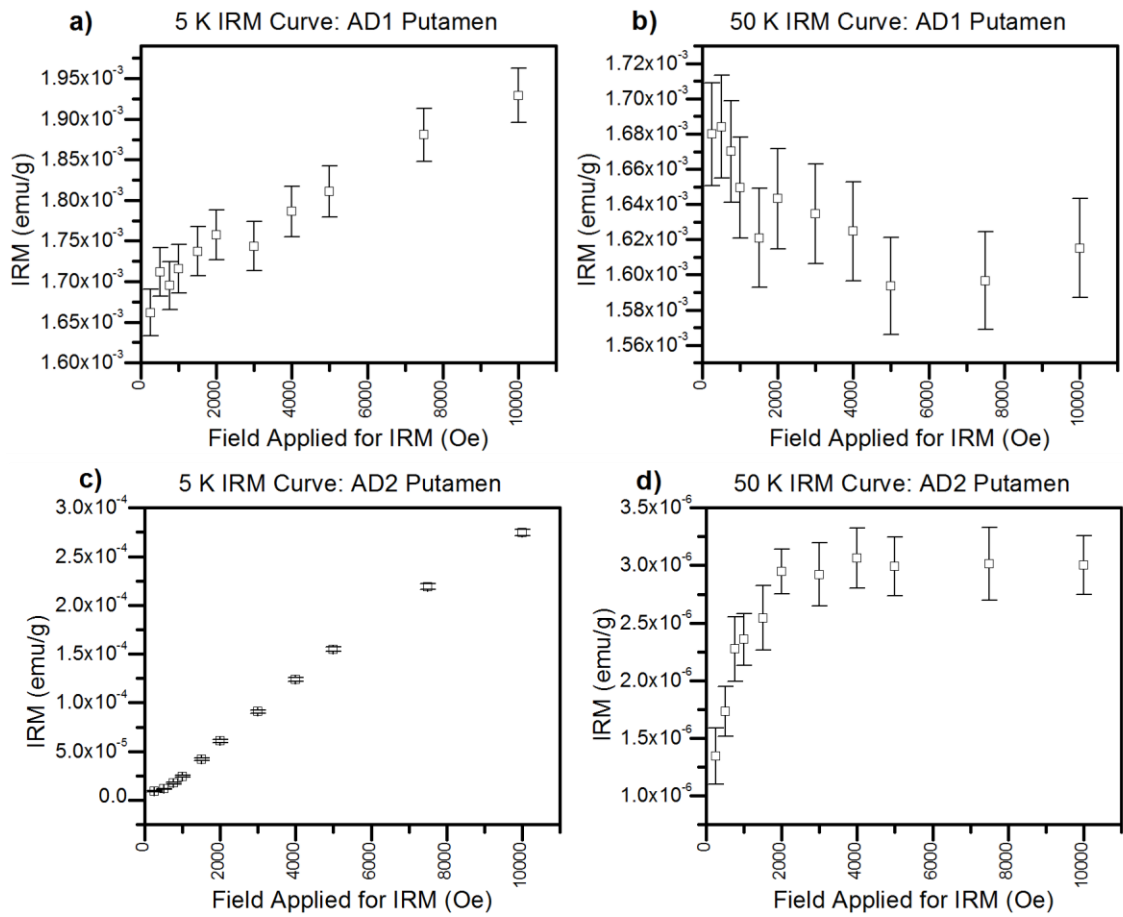 a)
5 K IRM Curve: AD1 Putamen
1.95x10⁻³
1.90x10⁻³
1.85x10⁻³
1.80x10⁻³
1.75x10⁻³
1.70x10⁻³
1.65x10⁻³
1.60x10⁻³
IRM (emu/g)
0
2000
4000
6000
8000
10000
Field Applied for IRM (Oe)
b)
50 K IRM Curve: AD1 Putamen
1.72x10⁻³
1.70x10⁻³
1.68x10⁻³
1.66x10⁻³
1.64x10⁻³
1.62x10⁻³
1.60x10⁻³
1.58x10⁻³
1.56x10⁻³
IRM (emu/g)
0
2000
4000
6000
8000
10000
Field Applied for IRM (Oe)
c)
5 K IRM Curve: AD2 Putamen
3.0x10⁻⁴
2.5x10⁻⁴
2.0x10⁻⁴
1.5x10⁻⁴
1.0x10⁻⁴
5.0x10⁻⁵
0.0
IRM (emu/g)
0
2000
4000
6000
8000
10000
Field Applied for IRM (Oe)
d)
50 K IRM Curve: AD2 Putamen
3.5x10⁻⁶
3.0x10⁻⁶
2.5x10⁻⁶
2.0x10⁻⁶
1.5x10⁻⁶
1.0x10⁻⁶
IRM (emu/g)
0
2000
4000
6000
8000
10000
Field Applied for IRM (Oe)